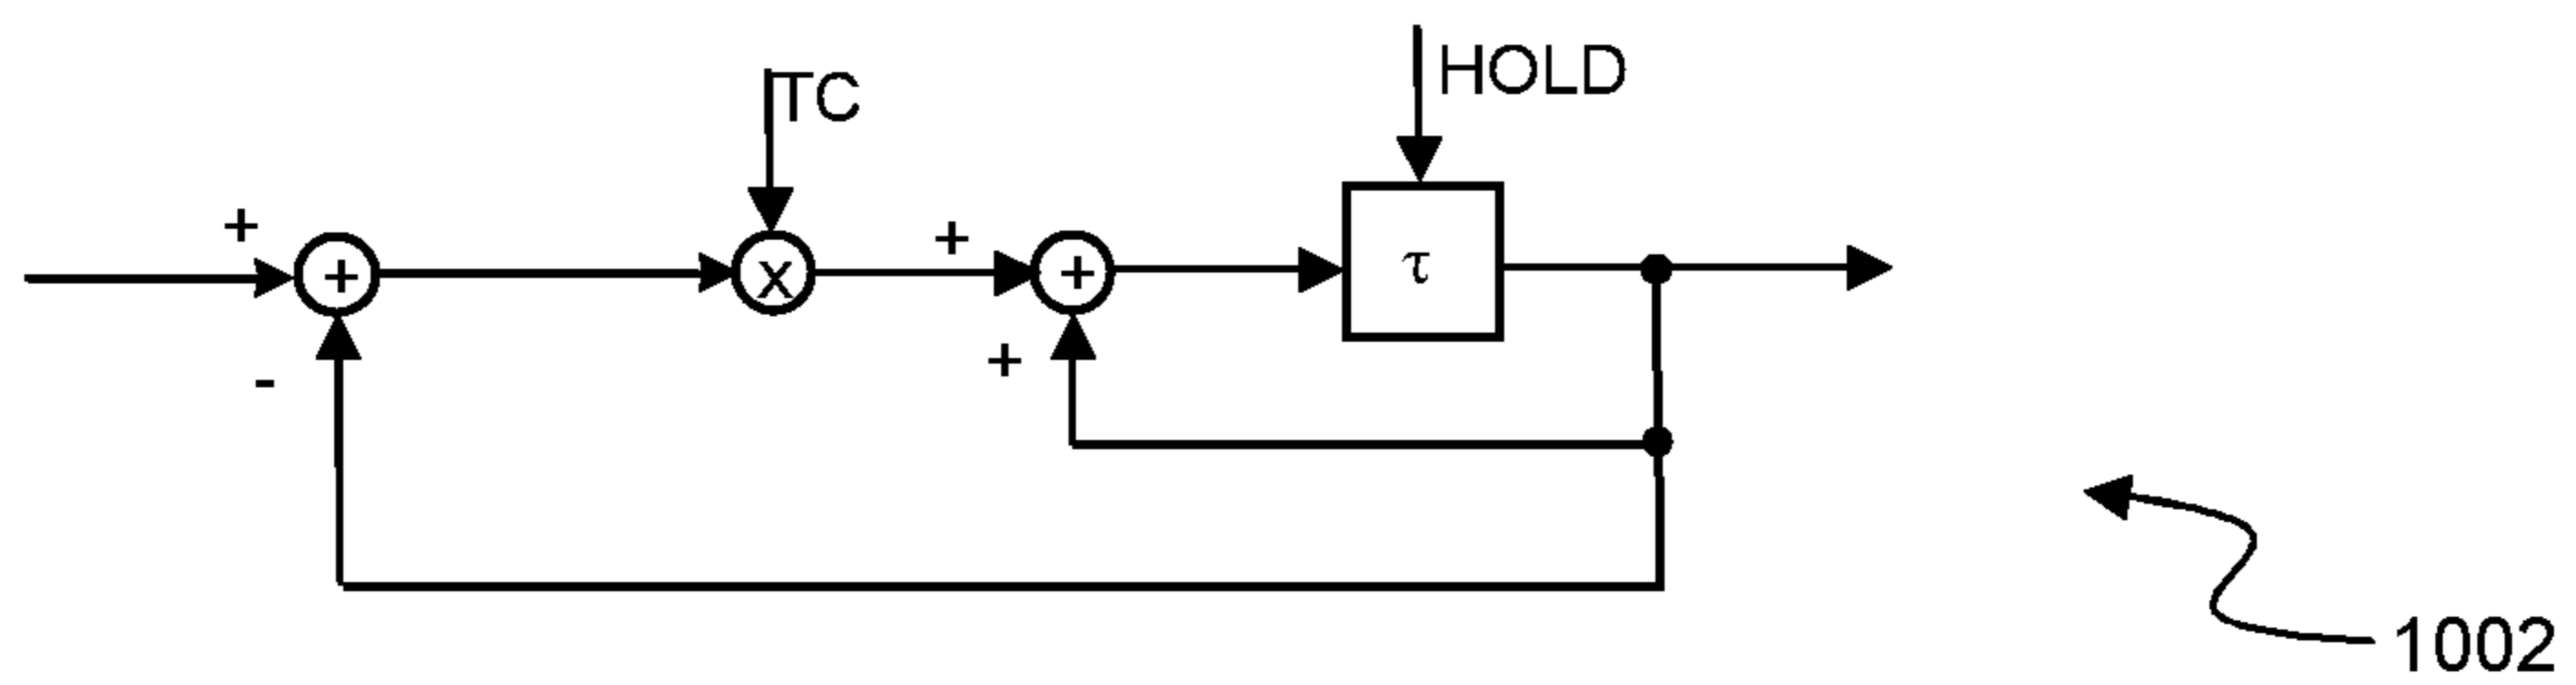 HOLD
TC
+
+
+
+
x
+
τ
+
-
1002